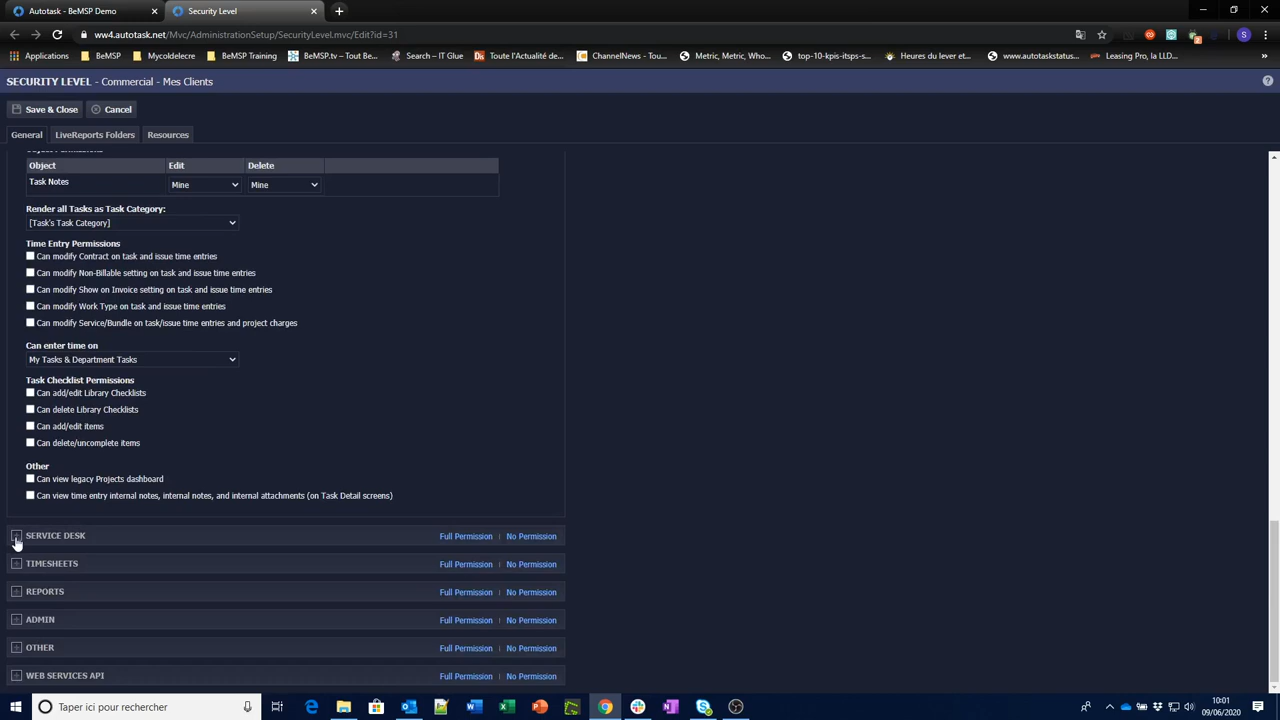 Autotask - BeMSP Demo
Security Level
ww4.autotask.net/Mvc/AdministrationSetup/SecurityLevel.mvc/Edit?id=31
S
Applications
BeMSP
Mycoldelcre
BeMSP Training
BeMSP.tv – Tout Be...
Search – IT Glue
Toute l'Actualité de...
ChannelNews - Tou...
Metric, Metric, Who...
top-10-kpis-itsps-s...
Heures du lever et...
www.autotaskstatus...
Leasing Pro, la LLD...
SECURITY LEVEL - Commercial - Mes Clients
Save & Close
Cancel
General
LiveReports Folders
Resources
Object Edit Delete
Task Notes Mine Mine
Render all Tasks as Task Category:
[Task's Task Category]
Time Entry Permissions
Can modify Contract on task and issue time entries
Can modify Non-Billable setting on task and issue time entries
Can modify Show on Invoice setting on task and issue time entries
Can modify Work Type on task and issue time entries
Can modify Service/Bundle on task/issue time entries and project charges
Can enter time on
My Tasks & Department Tasks
Task Checklist Permissions
Can add/edit Library Checklists
Can delete Library Checklists
Can add/edit items
Can delete/uncomplete items
Other
Can view legacy Projects dashboard
Can view time entry internal notes, internal notes, and internal attachments (on Task Detail screens)
SERVICE DESK Full Permission | No Permission
TIMESHEETS Full Permission | No Permission
REPORTS Full Permission | No Permission
ADMIN Full Permission | No Permission
OTHER Full Permission | No Permission
WEB SERVICES API Full Permission | No Permission
Taper ici pour rechercher
10:01
09/06/2020